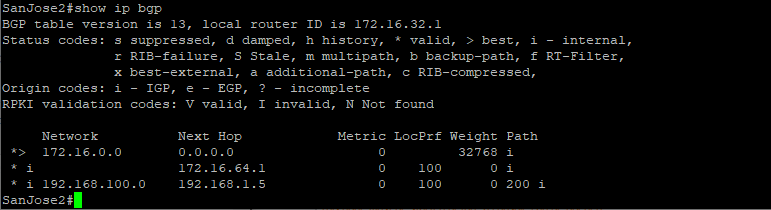 SanJose2#show ip bgp
BGP table version is 13, local router ID is 172.16.32.1
Status codes: s suppressed, d damped, h history, * valid, > best, i - internal,
              r RIB-failure, S Stale, m multipath, b backup-path, f RT-Filter,
              x best-external, a additional-path, c RIB-compressed,
Origin codes: i - IGP, e - EGP, ? - incomplete
RPKI validation codes: V valid, I invalid, N Not found
     Network          Next Hop            Metric LocPrf Weight Path
 *>  172.16.0.0       0.0.0.0                  0         32768 i
 * i                  172.16.64.1              0    100      0 i
 * i 192.168.100.0    192.168.1.5              0    100      0 200 i
SanJose2#